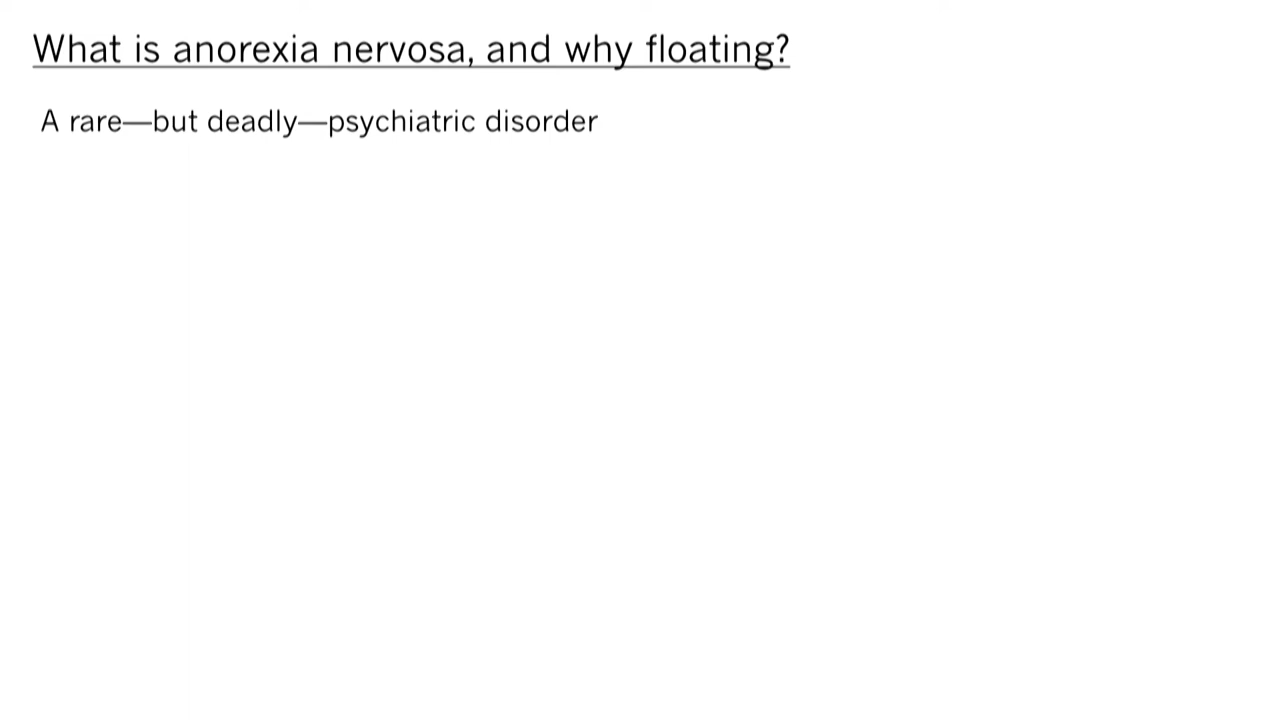 What is anorexia nervosa, and why floating?
A rare—but deadly—psychiatric disorder